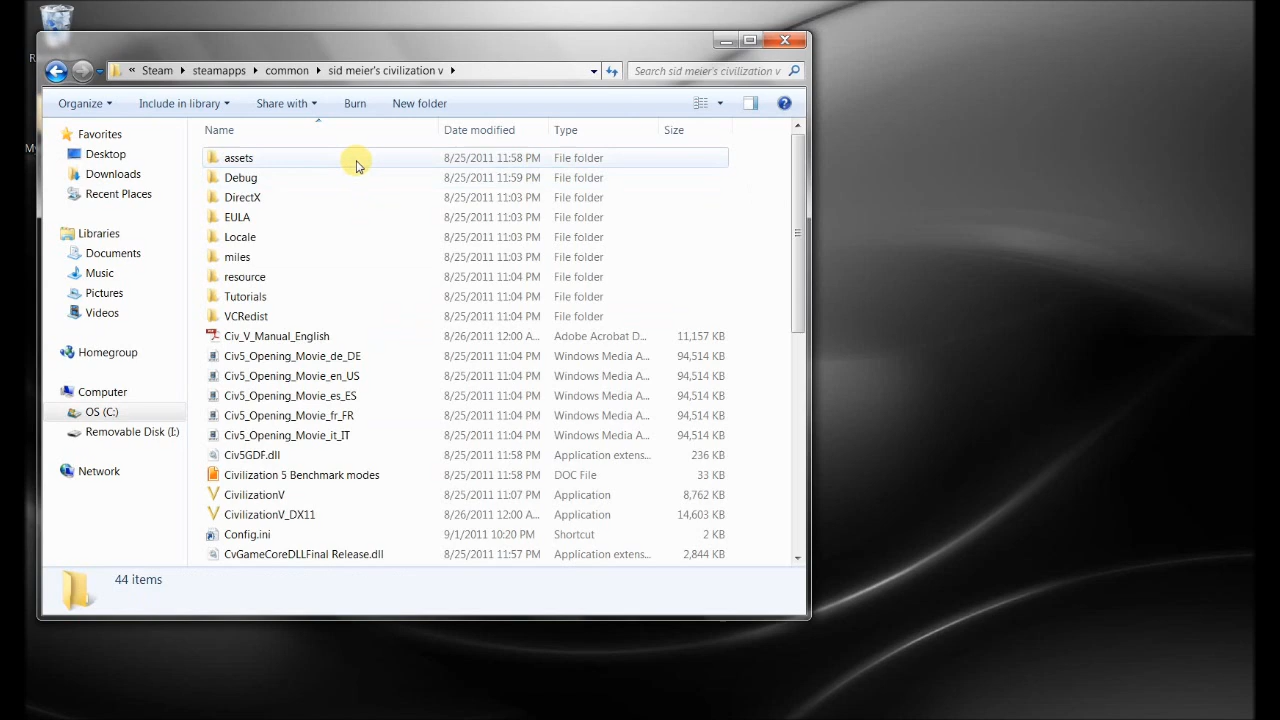 R
My
« Steam ▸ steamapps ▸ common ▸ sid meier's civilization v ▸
Search sid meier's civilization v
Organize Include in library Share with Burn New folder
Name Date modified Type Size
Favorites
Desktop
Downloads
Recent Places
Libraries
Documents
Music
Pictures
Videos
Homegroup
Computer
OS (C:)
Removable Disk (I:)
Network
assets 8/25/2011 11:58 PM File folder
Debug 8/25/2011 11:59 PM File folder
DirectX 8/25/2011 11:03 PM File folder
EULA 8/25/2011 11:03 PM File folder
Locale 8/25/2011 11:03 PM File folder
miles 8/25/2011 11:03 PM File folder
resource 8/25/2011 11:04 PM File folder
Tutorials 8/25/2011 11:04 PM File folder
VCRedist 8/25/2011 11:04 PM File folder
Civ_V_Manual_English 8/26/2011 12:00 A... Adobe Acrobat D... 11,157 KB
Civ5_Opening_Movie_de_DE 8/25/2011 11:04 PM Windows Media A... 94,514 KB
Civ5_Opening_Movie_en_US 8/25/2011 11:04 PM Windows Media A... 94,514 KB
Civ5_Opening_Movie_es_ES 8/25/2011 11:04 PM Windows Media A... 94,514 KB
Civ5_Opening_Movie_fr_FR 8/25/2011 11:04 PM Windows Media A... 94,514 KB
Civ5_Opening_Movie_it_IT 8/25/2011 11:04 PM Windows Media A... 94,514 KB
Civ5GDF.dll 8/25/2011 11:58 PM Application extens... 236 KB
Civilization 5 Benchmark modes 8/25/2011 11:58 PM DOC File 33 KB
CivilizationV 8/25/2011 11:07 PM Application 8,762 KB
CivilizationV_DX11 8/26/2011 12:00 A... Application 14,603 KB
Config.ini 9/1/2011 10:20 PM Shortcut 2 KB
CvGameCoreDLLFinal Release.dll 8/25/2011 11:57 PM Application extens... 2,844 KB
44 items